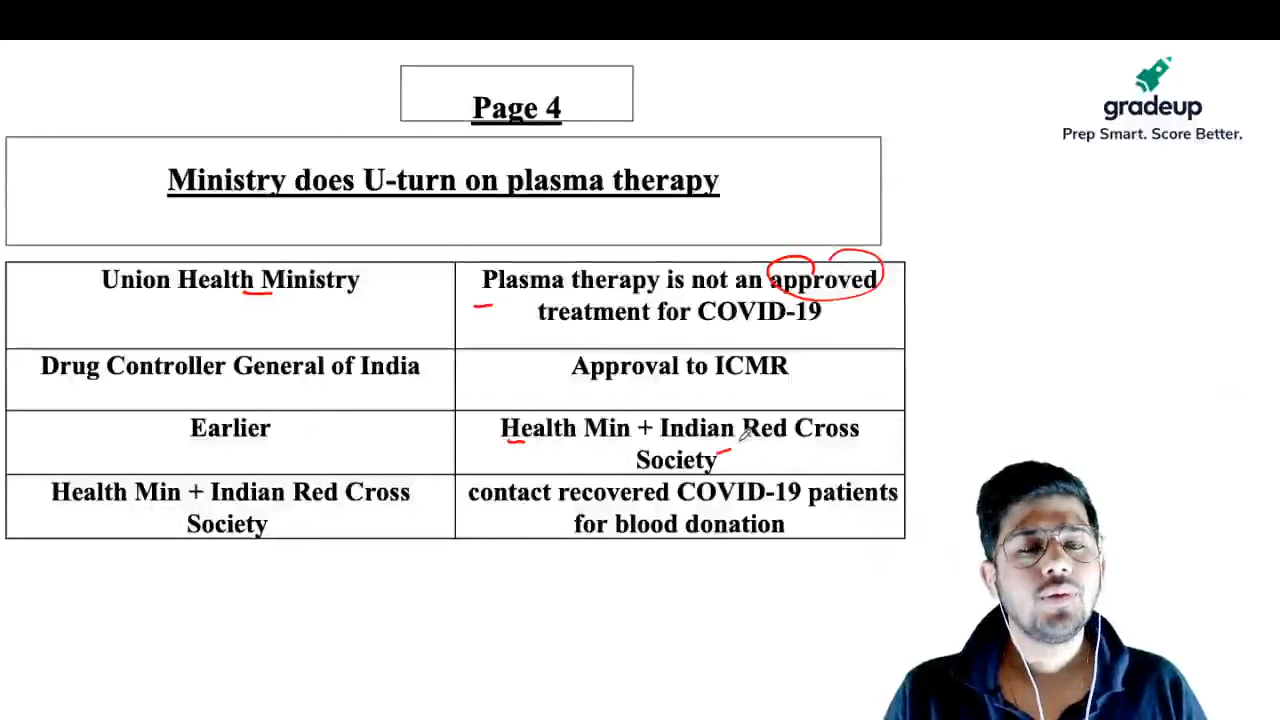 Page 4
gradeup
Prep Smart. Score Better.
Ministry does U-turn on plasma therapy
Union Health Ministry
Plasma therapy is not an approved
treatment for COVID-19
Drug Controller General of India
Approval to ICMR
Earlier
Health Min + Indian Red Cross
Society
Health Min + Indian Red Cross
Society
contact recovered COVID-19 patients
for blood donation